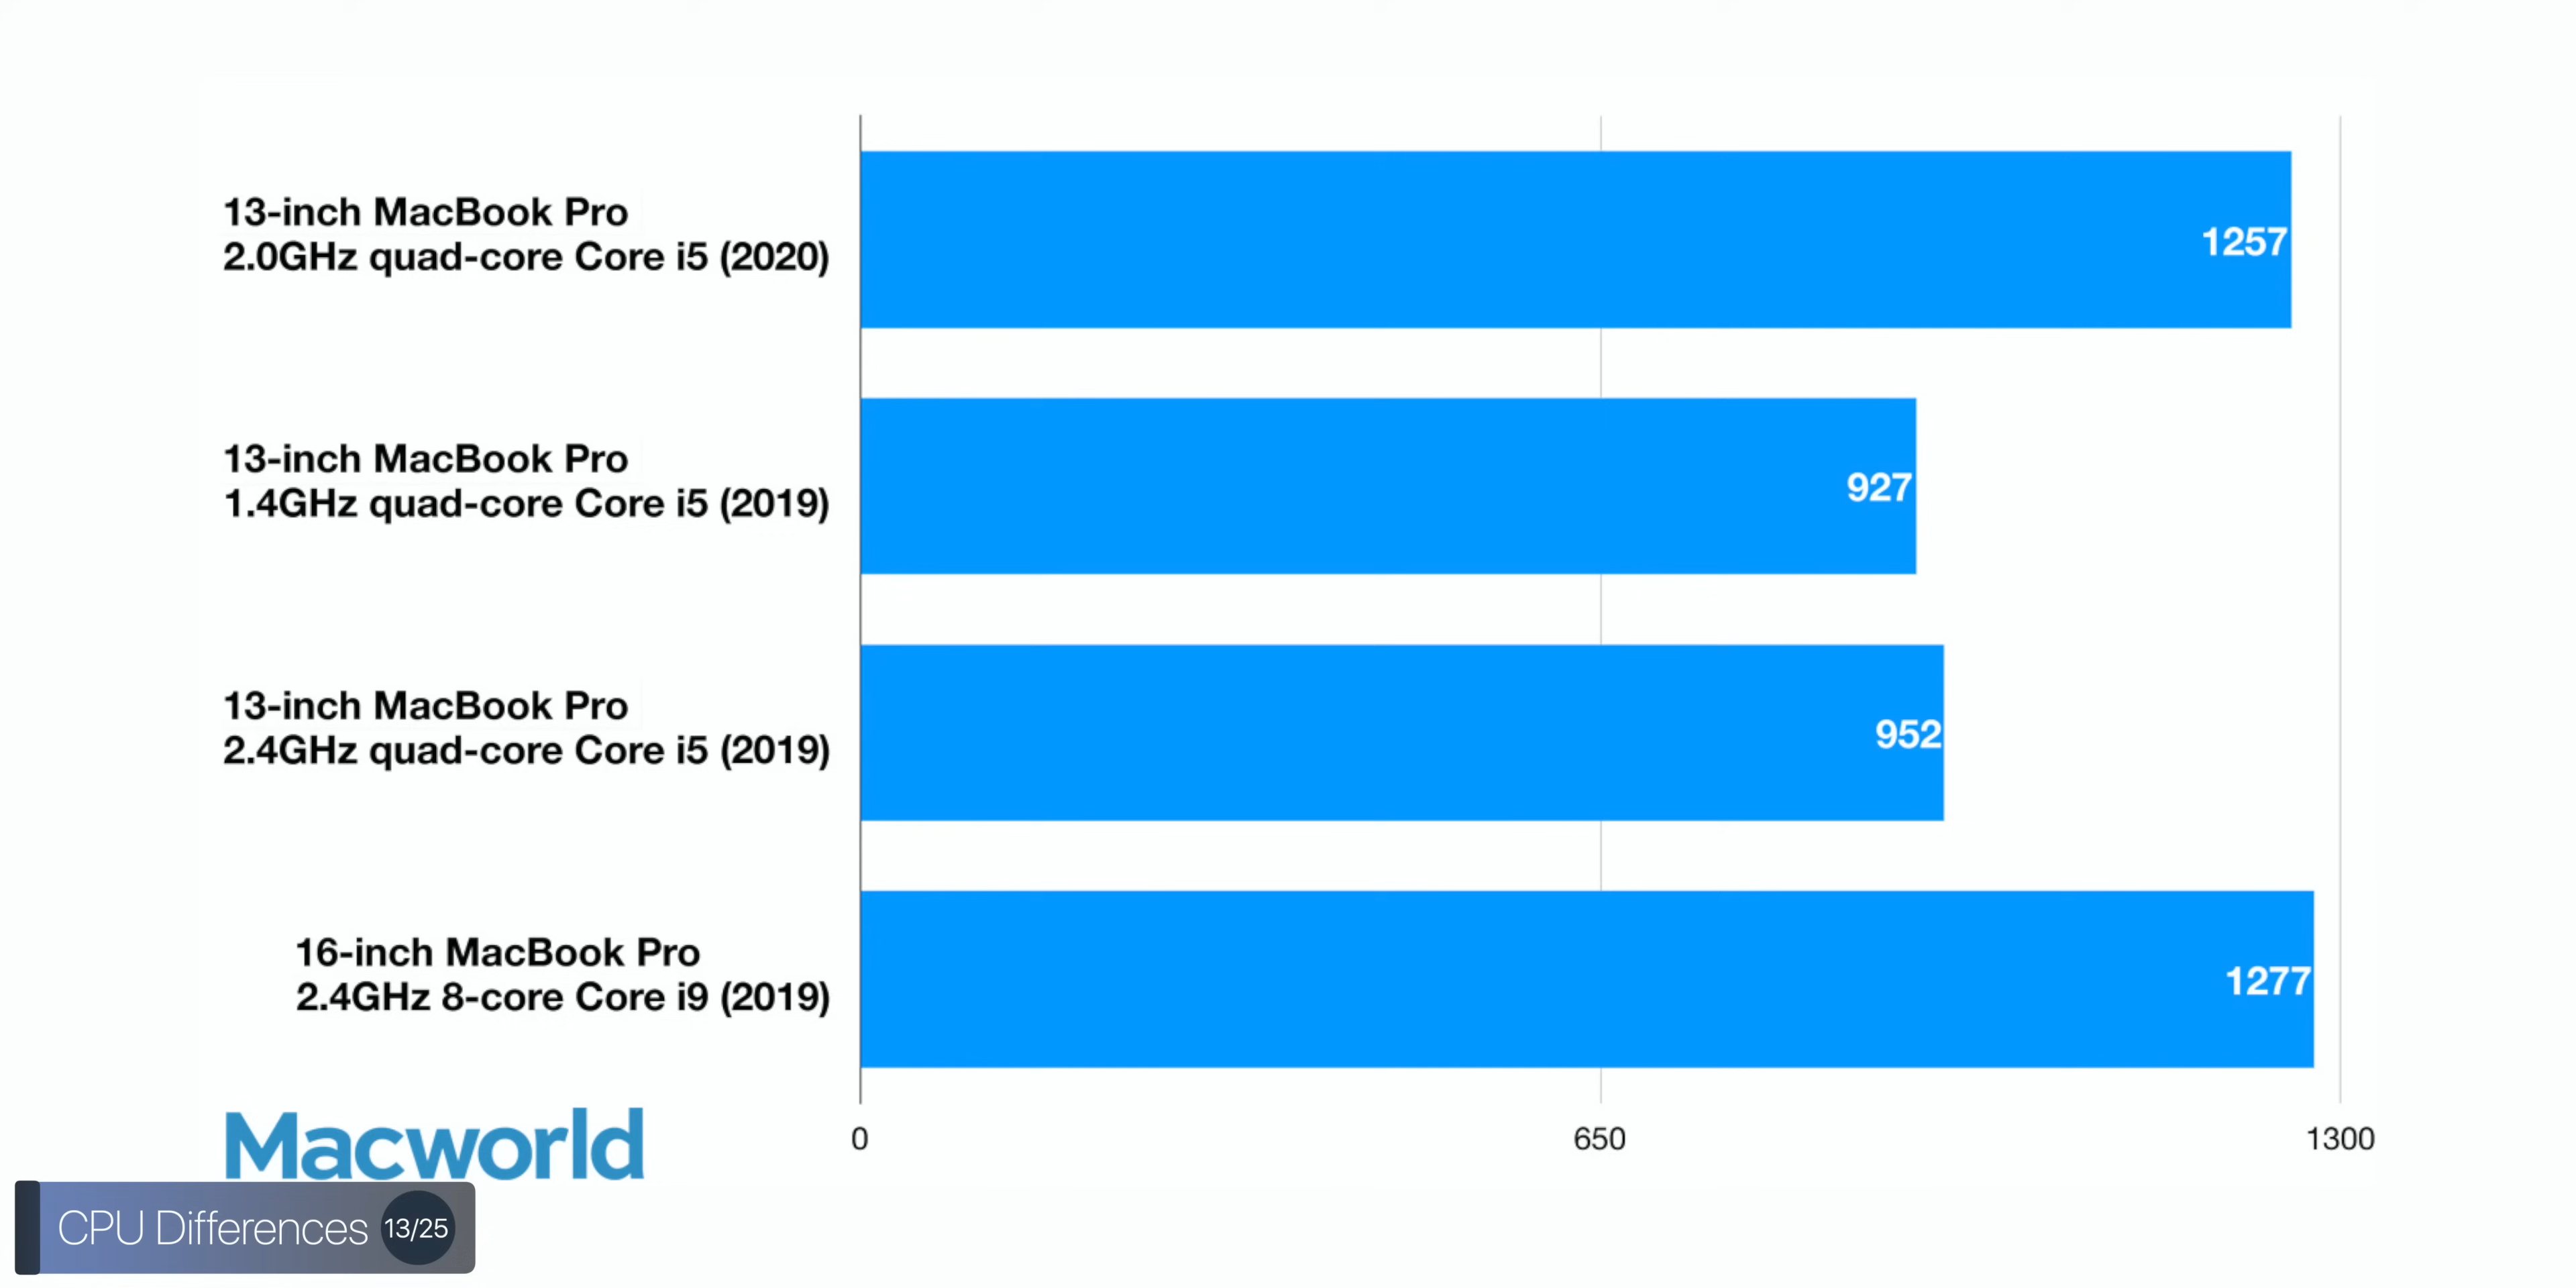 13-inch MacBook Pro
2.0GHz quad-core Core i5 (2020)
1257
13-inch MacBook Pro
1.4GHz quad-core Core i5 (2019)
927
13-inch MacBook Pro
2.4GHz quad-core Core i5 (2019)
952
16-inch MacBook Pro
2.4GHz 8-core Core i9 (2019)
1277
0 650 1300
Macworld
CPU Differences 13/25